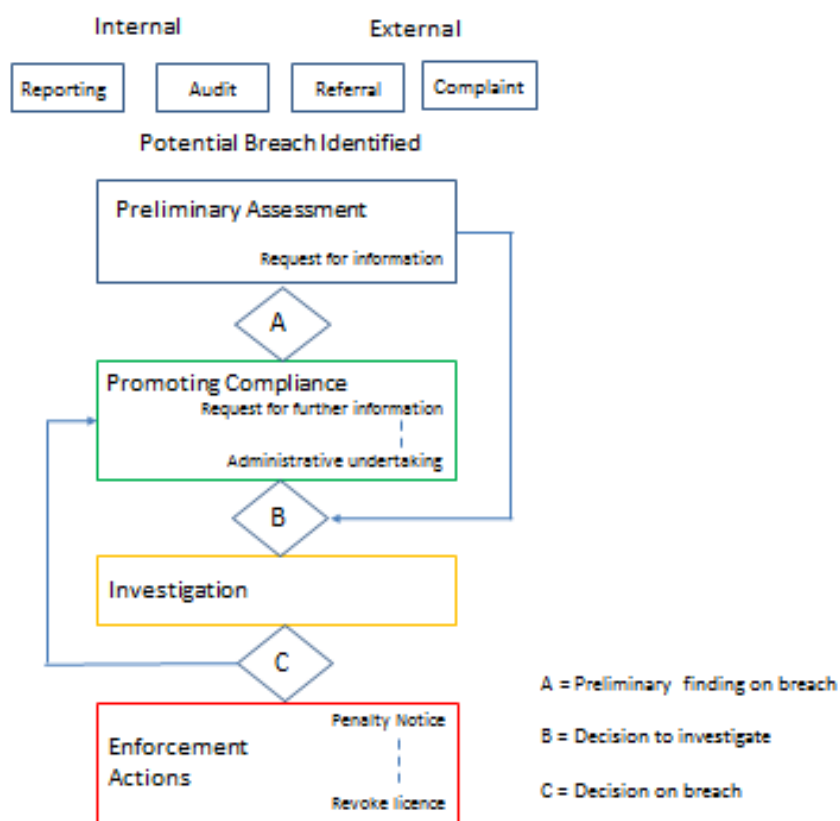 Internal
External
Reporting
Audit
Referral
Complaint
Potential Breach Identified
Preliminary Assessment
Request for information
A
Promoting Compliance
Request for further information
Administrative undertaking
B
Investigation
C
Enforcement
Actions
Penalty Notice
Revoke licence
A = Preliminary finding on breach
B = Decision to investigate
C = Decision on breach